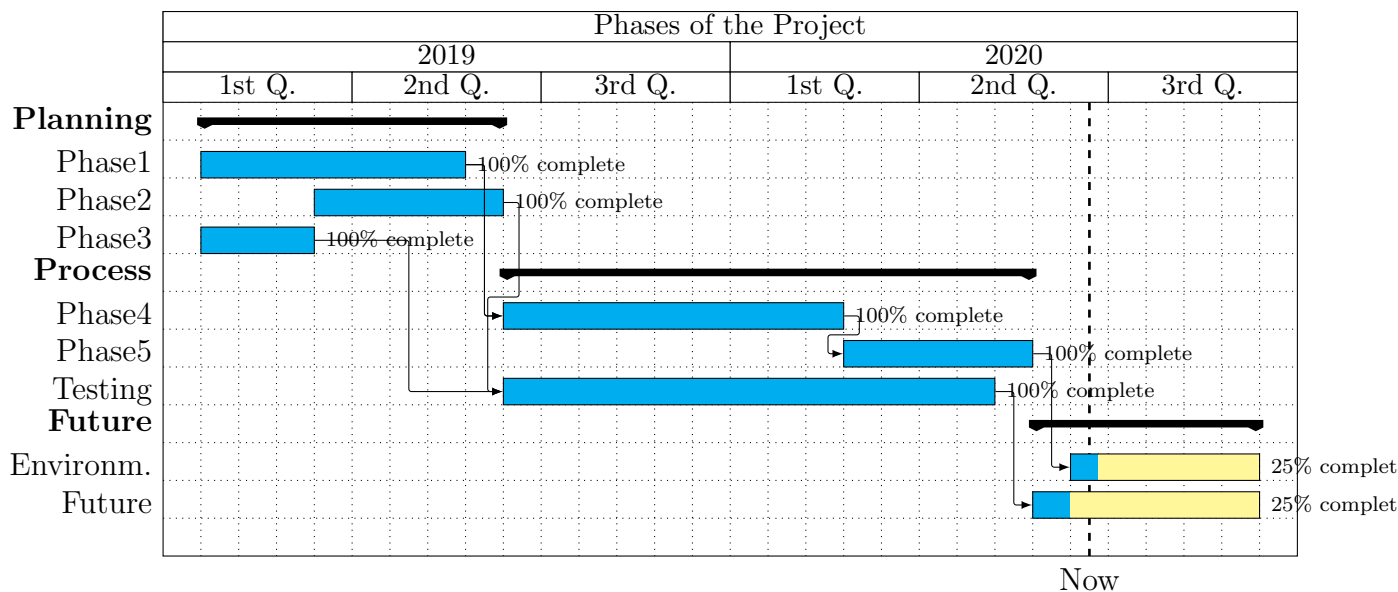 Phases of the Project
2019 2020
1st Q. 2nd Q. 3rd Q. 1st Q. 2nd Q. 3rd Q.
Planning
Phase1 100% complete
Phase2 100% complete
Phase3 100% complete
Process
Phase4 100% complete
Phase5 100% complete
Testing 100% complete
Future
Environm. 25% complet
Future 25% complet
Now